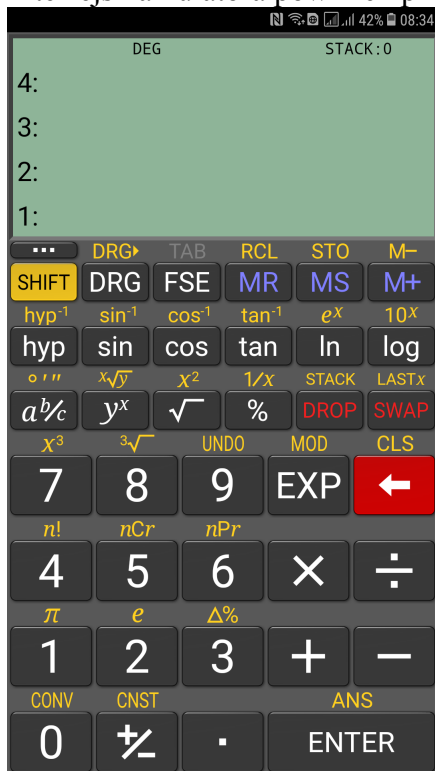 42% 08:34
DEG STACK:0
4:
3:
2:
1:
... DRG▸ TAB RCL STO M−
SHIFT DRG FSE MR MS M+
hyp⁻¹ sin⁻¹ cos⁻¹ tan⁻¹ eˣ 10ˣ
hyp sin cos tan ln log
° ' " ˣ√y x² 1/x STACK LASTx
a b/c yˣ √ % DROP SWAP
x³ ³√ UNDO MOD CLS
7 8 9 EXP ←
n! nCr nPr
4 5 6 × ÷
π e Δ%
1 2 3 + −
CONV CNST ANS
0 +/− . ENTER